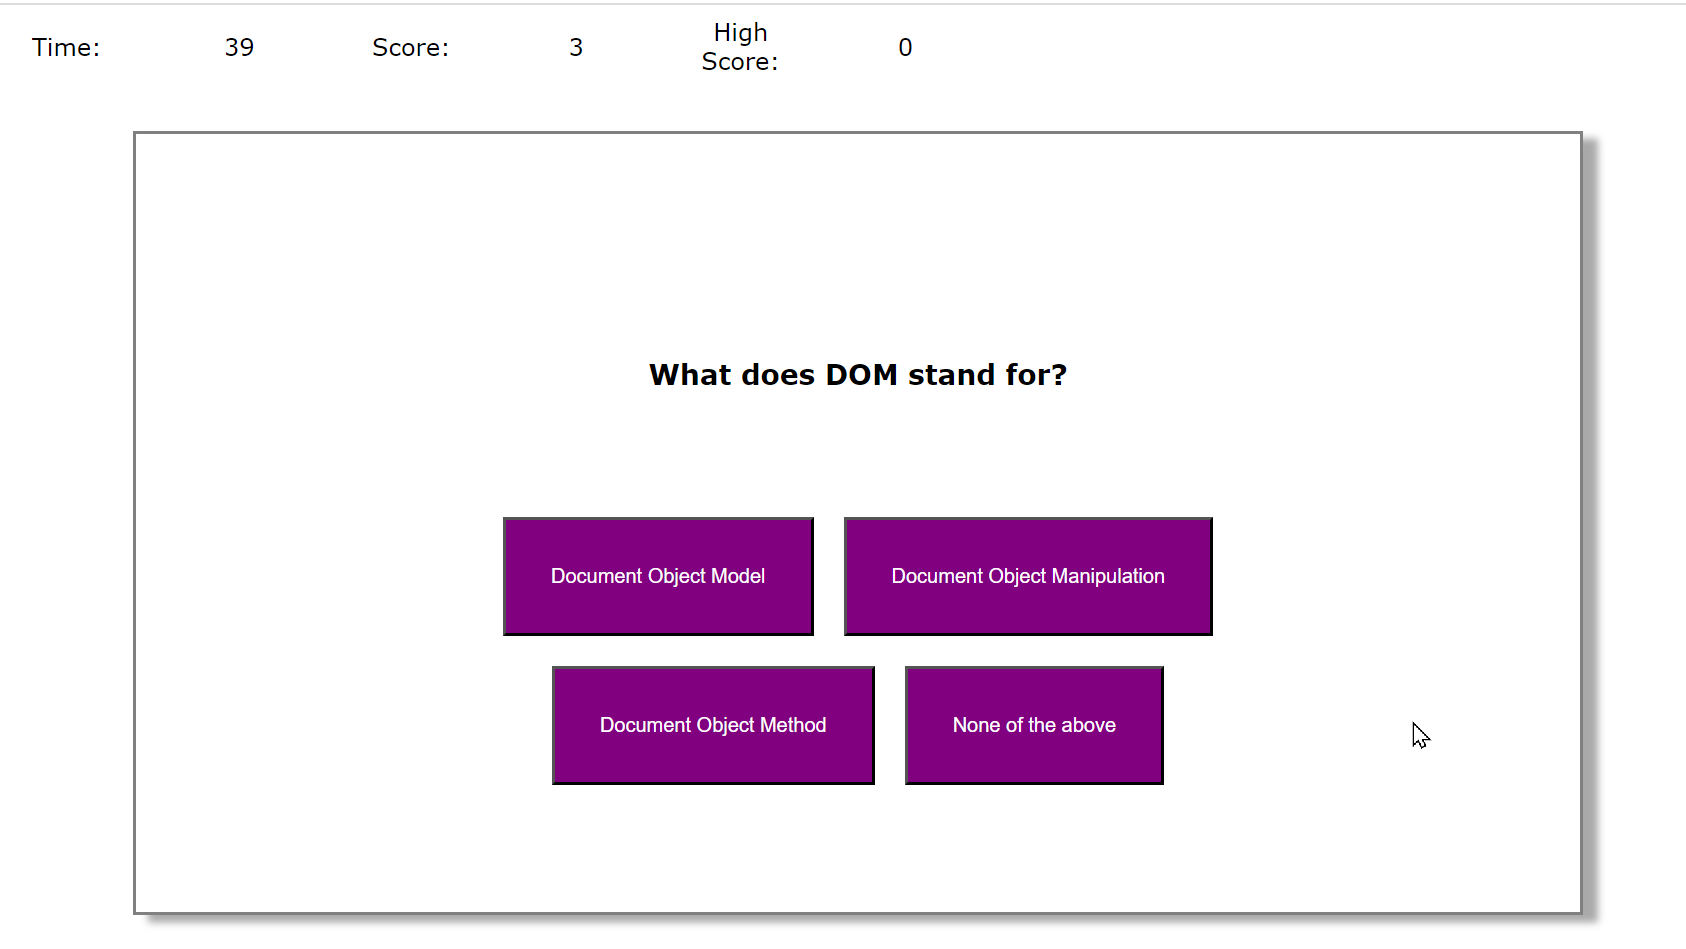 Time:
39
Score:
3
High
Score:
0
What does DOM stand for?
Document Object Model
Document Object Manipulation
Document Object Method
None of the above